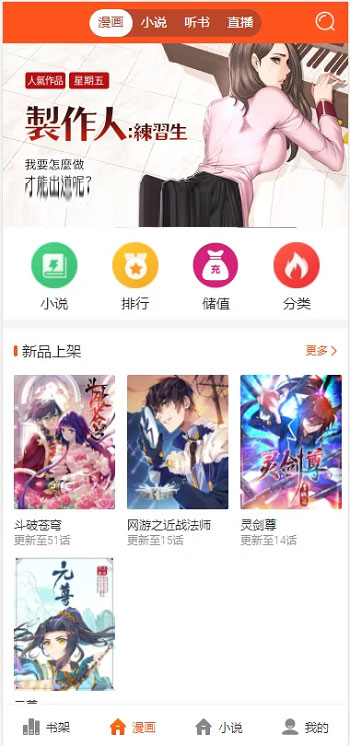 漫画 小说 听书 直播
人氣作品 星期五
製作人:練習生
我要怎麼做
才能出道呢?
充
小说 排行 储值 分类
新品上架 更多
灵剑尊
元尊
斗破苍穹 网游之近战法师 灵剑尊
更新至51话 更新至15话 更新至14话
书架 漫画 小说 我的